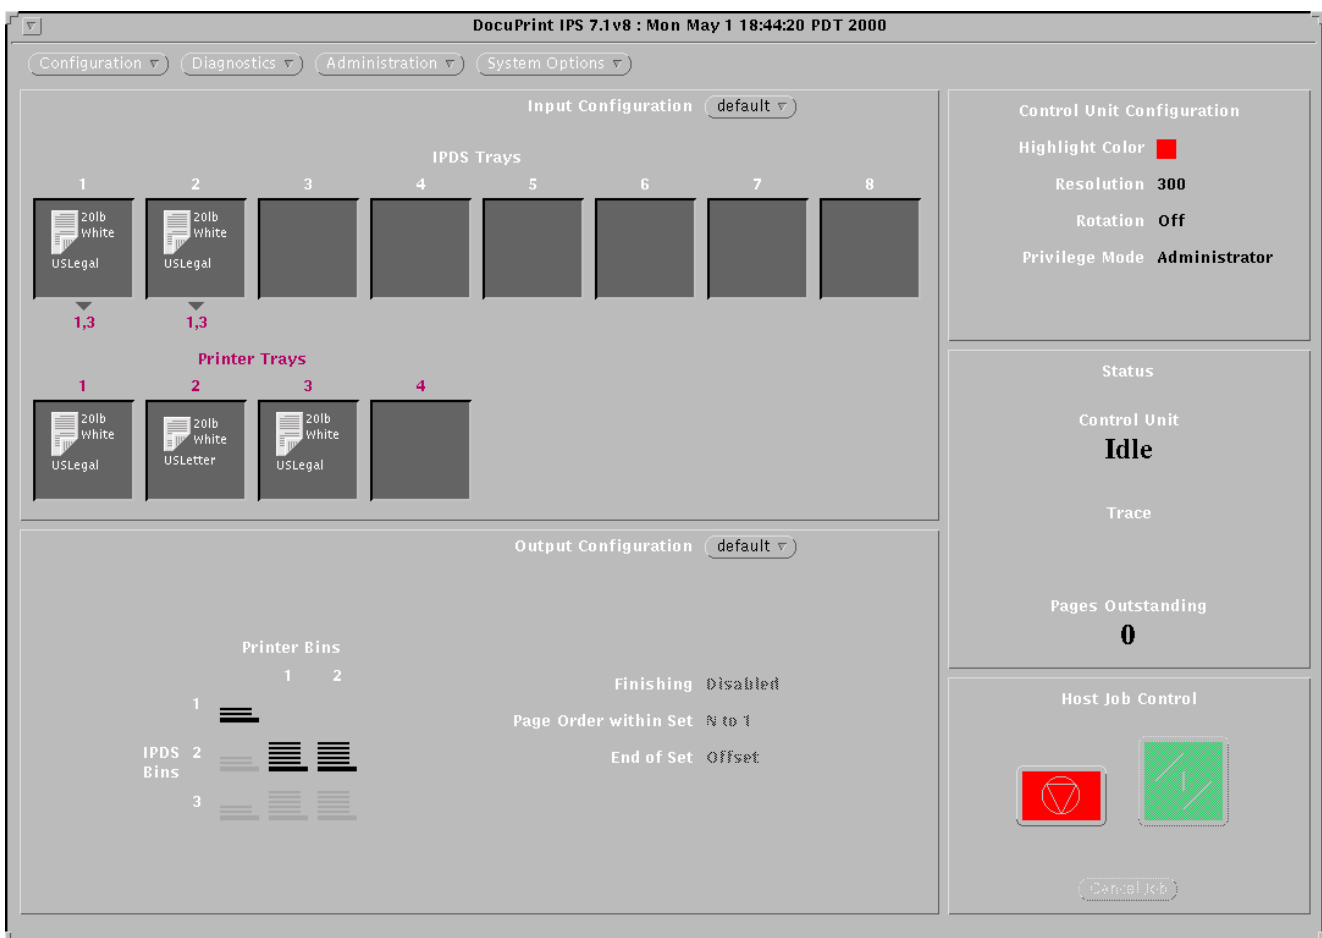 DocuPrint IPS 7.1v8 : Mon May 1 18:44:20 PDT 2000
Configuration Diagnostics Administration System Options
Input Configuration default
IPDS Trays
1 2 3 4 5 6 7 8
20lb White USLegal
20lb White USLegal
1,3 1,3
Printer Trays
1 2 3 4
20lb White USLegal
20lb White USLetter
20lb White USLegal
Output Configuration default
Printer Bins
1 2
1
IPDS Bins 2
3
Finishing Disabled
Page Order within Set N to 1
End of Set Offset
Control Unit Configuration
Highlight Color
Resolution 300
Rotation Off
Privilege Mode Administrator
Status
Control Unit
Idle
Trace
Pages Outstanding
0
Host Job Control
Cancel Job